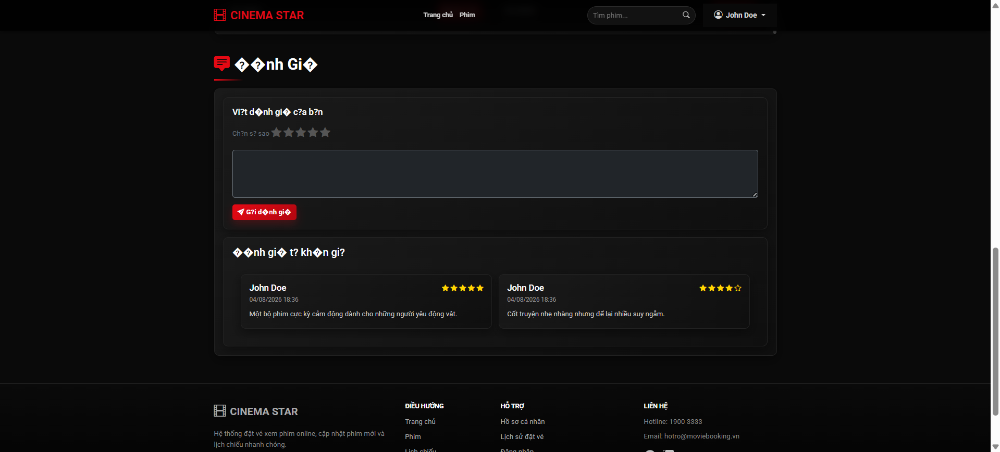 CINEMA STAR
Trang chủ Phim
Tìm phim...
John Doe
��nh Gi�
Vi?t d�nh gi� c?a b?n
Ch?n s? sao
G?i d�nh gi�
��nh gi� t? kh�n gi?
John Doe
04/08/2026 18:36
Một bộ phim cực kỳ cảm động dành cho những người yêu động vật.
John Doe
04/08/2026 18:36
Cốt truyện nhẹ nhàng nhưng để lại nhiều suy ngẫm.
CINEMA STAR
Hệ thống đặt vé xem phim online, cập nhật phim mới và
lịch chiếu nhanh chóng.
ĐIỀU HƯỚNG
Trang chủ
Phim
Lịch chiếu
HỖ TRỢ
Hồ sơ cá nhân
Lịch sử đặt vé
Đăng nhập
LIÊN HỆ
Hotline: 1900 3333
Email: hotro@moviebooking.vn